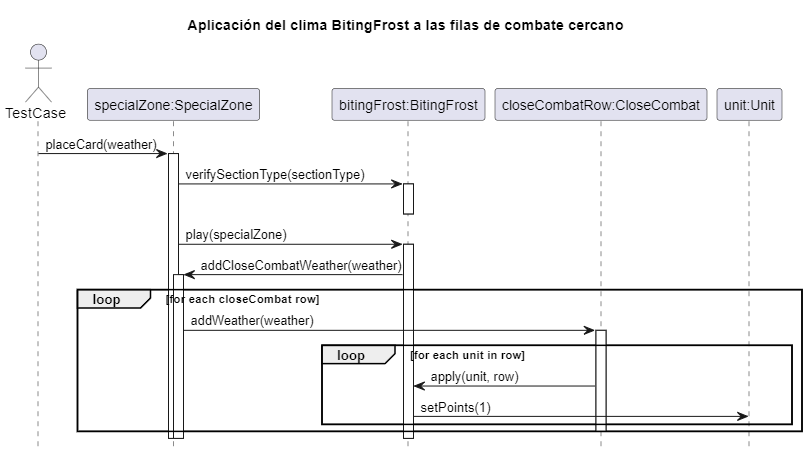 Aplicación del clima BitingFrost a las filas de combate cercano
TestCase
specialZone:SpecialZone
bitingFrost:BitingFrost
closeCombatRow:CloseCombat
unit:Unit
placeCard(weather)
verifySectionType(sectionType)
play(specialZone)
addCloseCombatWeather(weather)
loop
[for each closeCombat row]
addWeather(weather)
loop
[for each unit in row]
apply(unit, row)
setPoints(1)